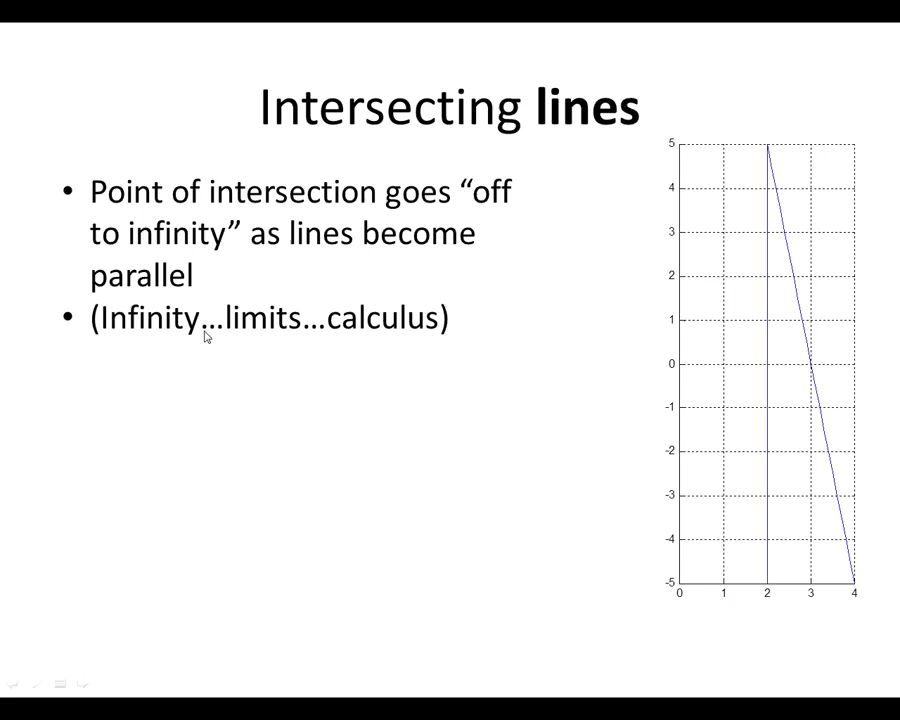 Intersecting lines
• Point of intersection goes “off
to infinity” as lines become
parallel
• (Infinity...limits...calculus)
5
4
3
2
1
0
-1
-2
-3
-4
-5
0 1 2 3 4